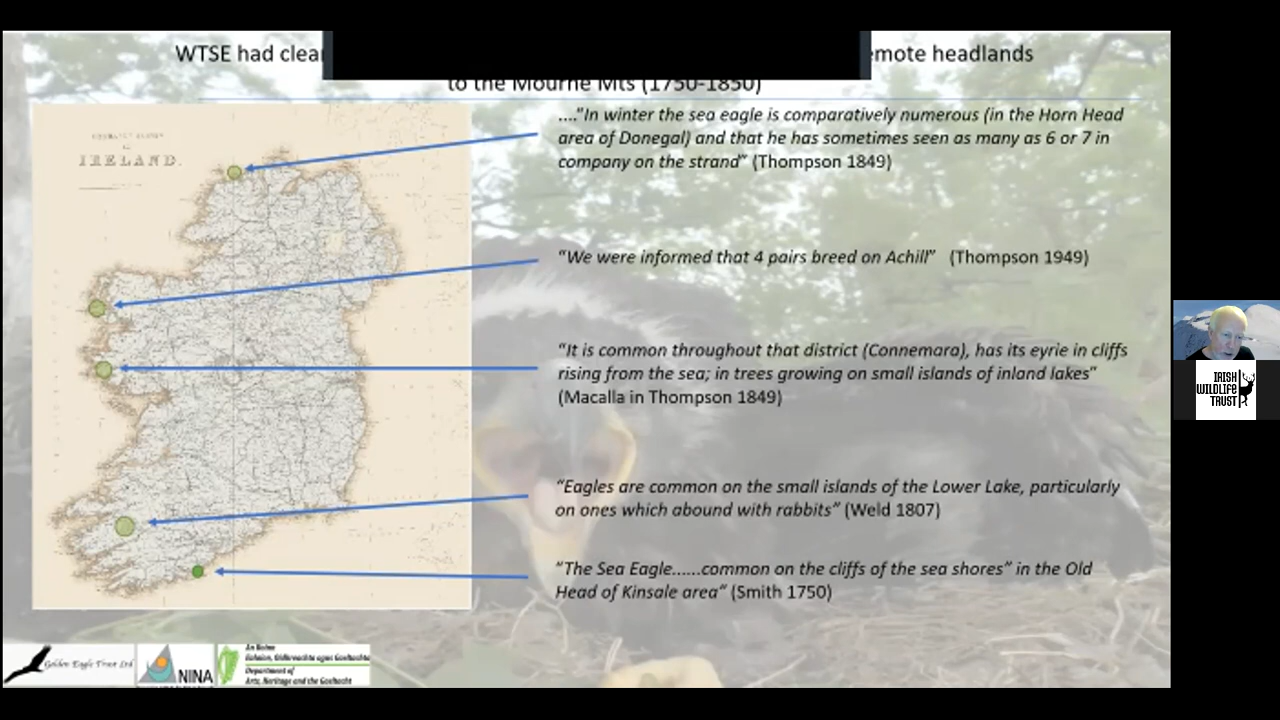 WTSE had clear emote headlands
to the Mourne Mts (1750-1850)
IRELAND.
...."In winter the sea eagle is comparatively numerous (in the Horn Head
area of Donegal) and that he has sometimes seen as many as 6 or 7 in
company on the strand" (Thompson 1849)
"We were informed that 4 pairs breed on Achill" (Thompson 1949)
"It is common throughout that district (Connemara), has its eyrie in cliffs
rising from the sea; in trees growing on small islands of inland lakes"
(Macalla in Thompson 1849)
"Eagles are common on the small islands of the Lower Lake, particularly
on ones which abound with rabbits" (Weld 1807)
"The Sea Eagle......common on the cliffs of the sea shores" in the Old
Head of Kinsale area" (Smith 1750)
Golden Eagle Trust Ltd
NINA
An Roinn
Ealaíon, Oidhreachta agus Gaeltachta
Department of
Arts, Heritage and the Gaeltacht
IRISH
WILDLIFE
TRUST